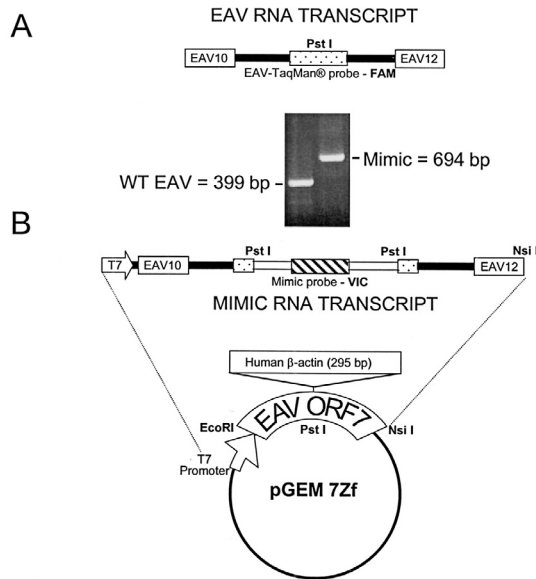 A
EAV RNA TRANSCRIPT
Pst I
EAV10
EAV12
EAV-TaqMan® probe - FAM
Mimic = 694 bp
WT EAV = 399 bp
B
Pst I
Pst I
Nsi I
T7
EAV10
EAV12
Mimic probe - VIC
MIMIC RNA TRANSCRIPT
Human β-actin (295 bp)
EAV ORF7
EcoRI
Pst I
Nsi I
T7
Promoter
pGEM 7Zf